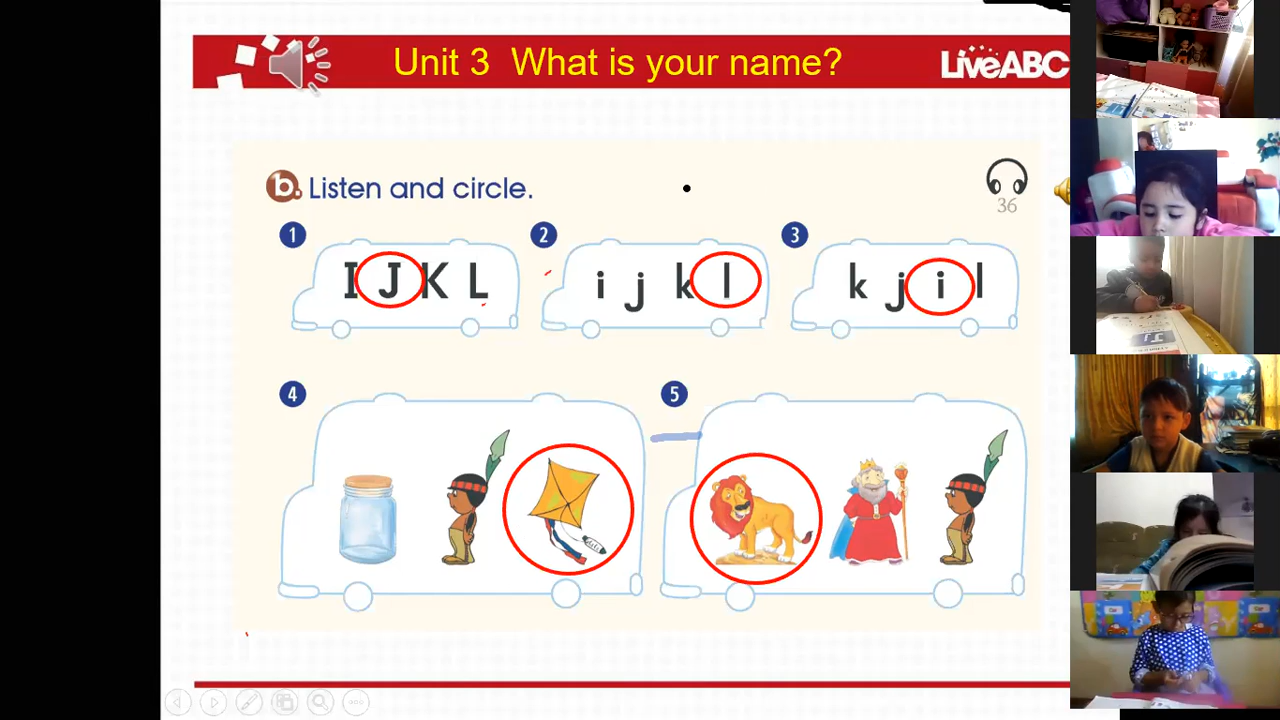 Unit 3 What is your name?
LiveABC
b. Listen and circle.
36
1
I J K L
2
i j k l
3
k j i l
4
5